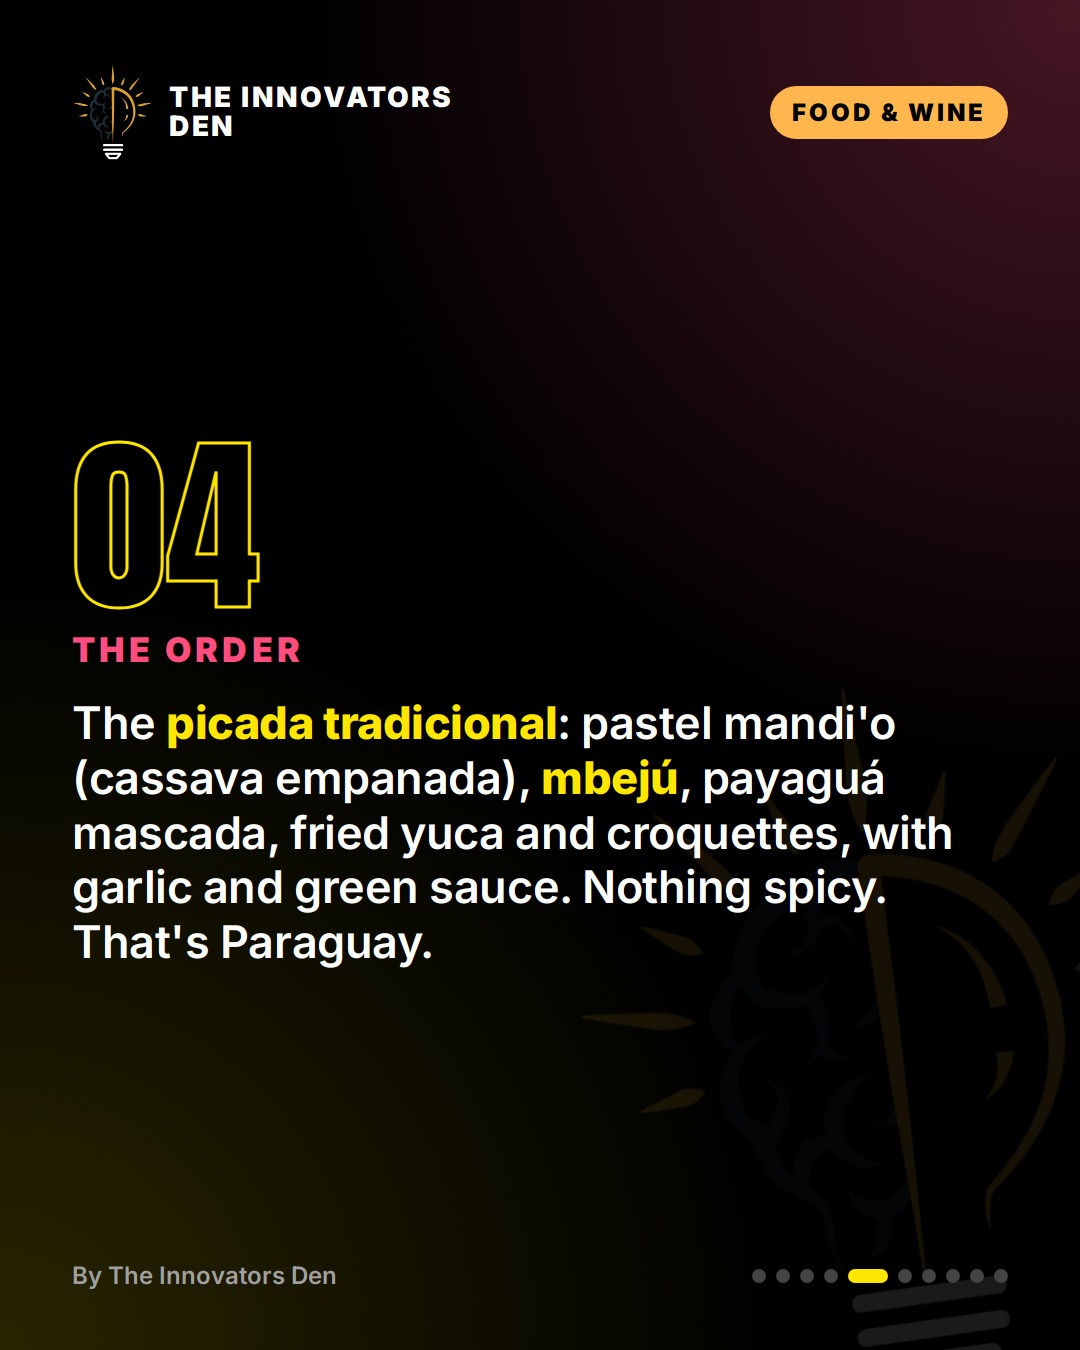 THE INNOVATORS
DEN
FOOD & WINE
04
THE ORDER
The picada tradicional: pastel mandi'o
(cassava empanada), mbejú, payaguá
mascada, fried yuca and croquettes, with
garlic and green sauce. Nothing spicy.
That's Paraguay.
By The Innovators Den